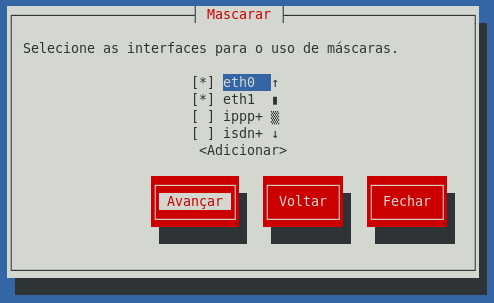 Mascarar
Selecione as interfaces para o uso de máscaras.
[*] eth0 ↑
[*] eth1
[ ] ippp+
[ ] isdn+ ↓
<Adicionar>
Avançar Voltar Fechar